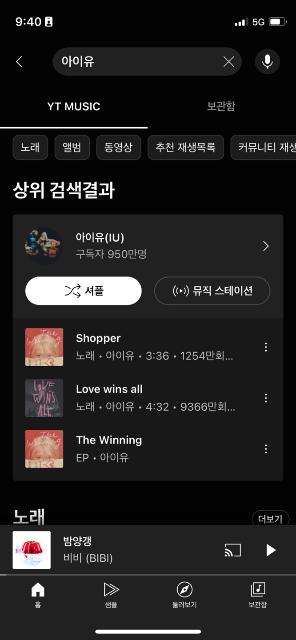 9:40
5G
아이유
YT MUSIC 보관함
노래 앨범 동영상 추천 재생목록 커뮤니티 재생
상위 검색결과
아이유(IU)
구독자 950만명
셔플 뮤직 스테이션
Shopper
노래 • 아이유 • 3:36 • 1254만회...
Love wins all
노래 • 아이유 • 4:32 • 9366만회...
The Winning
EP • 아이유
노래 더보기
밤양갱
비비 (BIBI)
홈 샘플 둘러보기 보관함